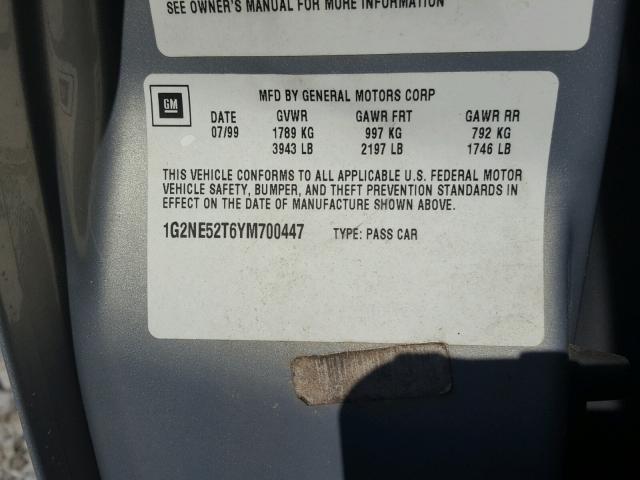 SEE OWNER'S MANUAL FOR MORE INFORMATION
GM
MFD BY GENERAL MOTORS CORP
DATE GVWR GAWR FRT GAWR RR
07/99 1789 KG 997 KG 792 KG
3943 LB 2197 LB 1746 LB
THIS VEHICLE CONFORMS TO ALL APPLICABLE U.S. FEDERAL MOTOR
VEHICLE SAFETY, BUMPER, AND THEFT PREVENTION STANDARDS IN
EFFECT ON THE DATE OF MANUFACTURE SHOWN ABOVE.
1G2NE52T6YM700447 TYPE: PASS CAR